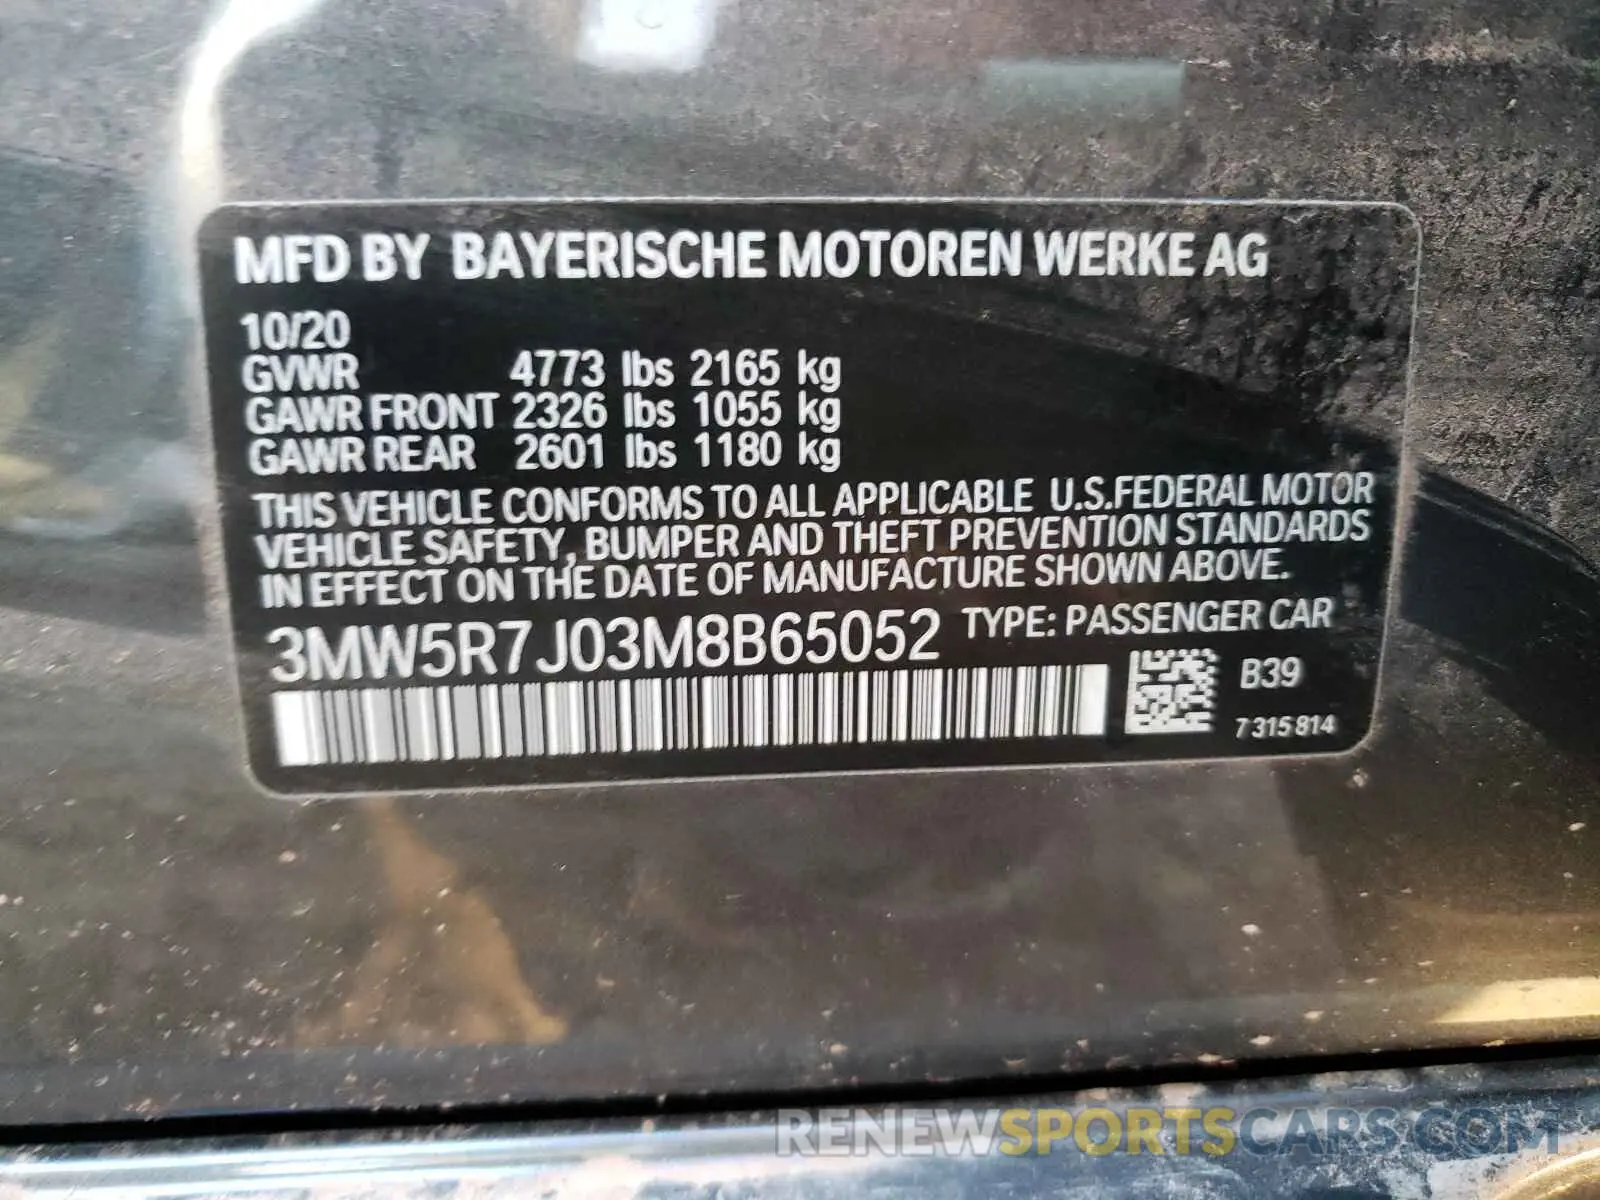 MFD BY BAYERISCHE MOTOREN WERKE AG
10/20
GVWR 4773 lbs 2165 kg
GAWR FRONT 2326 lbs 1055 kg
GAWR REAR 2601 lbs 1180 kg
THIS VEHICLE CONFORMS TO ALL APPLICABLE U.S.FEDERAL MOTOR
VEHICLE SAFETY, BUMPER AND THEFT PREVENTION STANDARDS
IN EFFECT ON THE DATE OF MANUFACTURE SHOWN ABOVE.
3MW5R7J03M8B65052 TYPE: PASSENGER CAR
B39
7 315 814
RENEWSPORTSCARS.COM